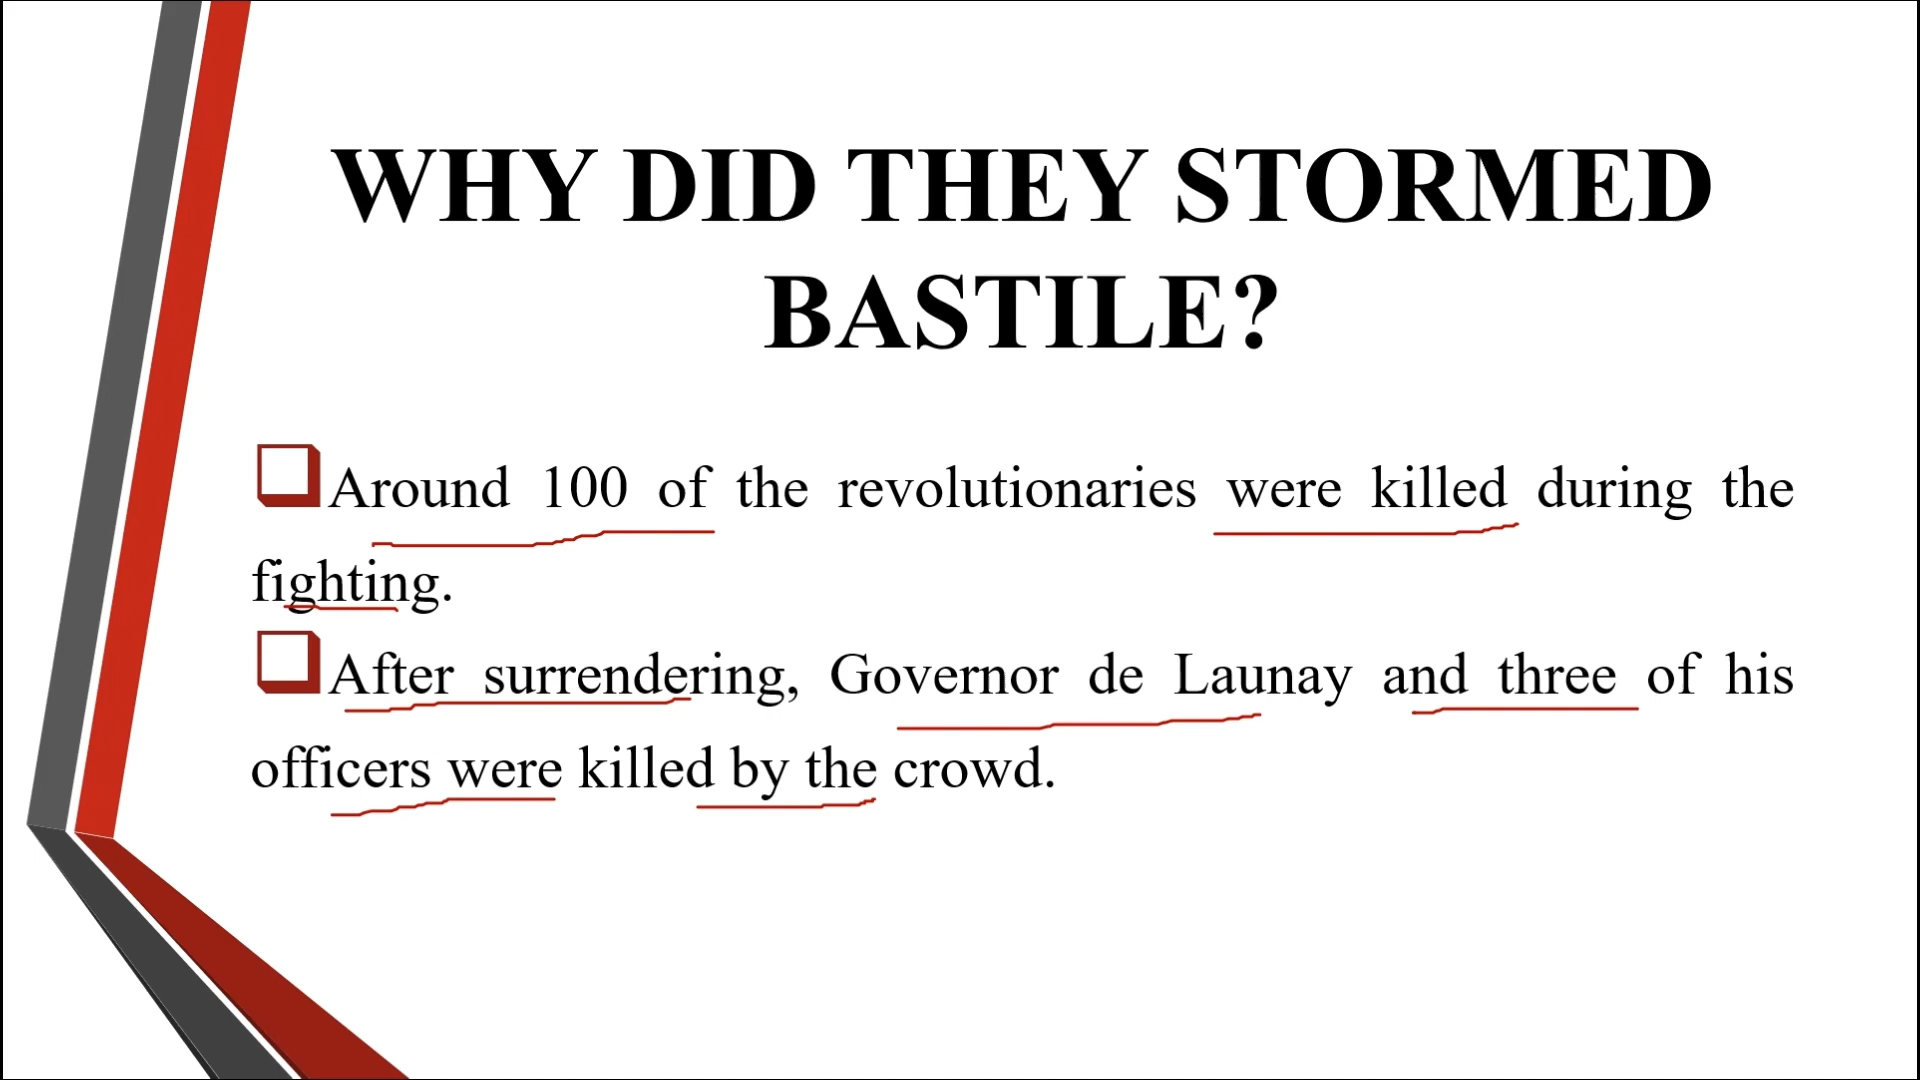 WHY DID THEY STORMED
BASTILE?
Around 100 of the revolutionaries were killed during the
fighting.
After surrendering, Governor de Launay and three of his
officers were killed by the crowd.